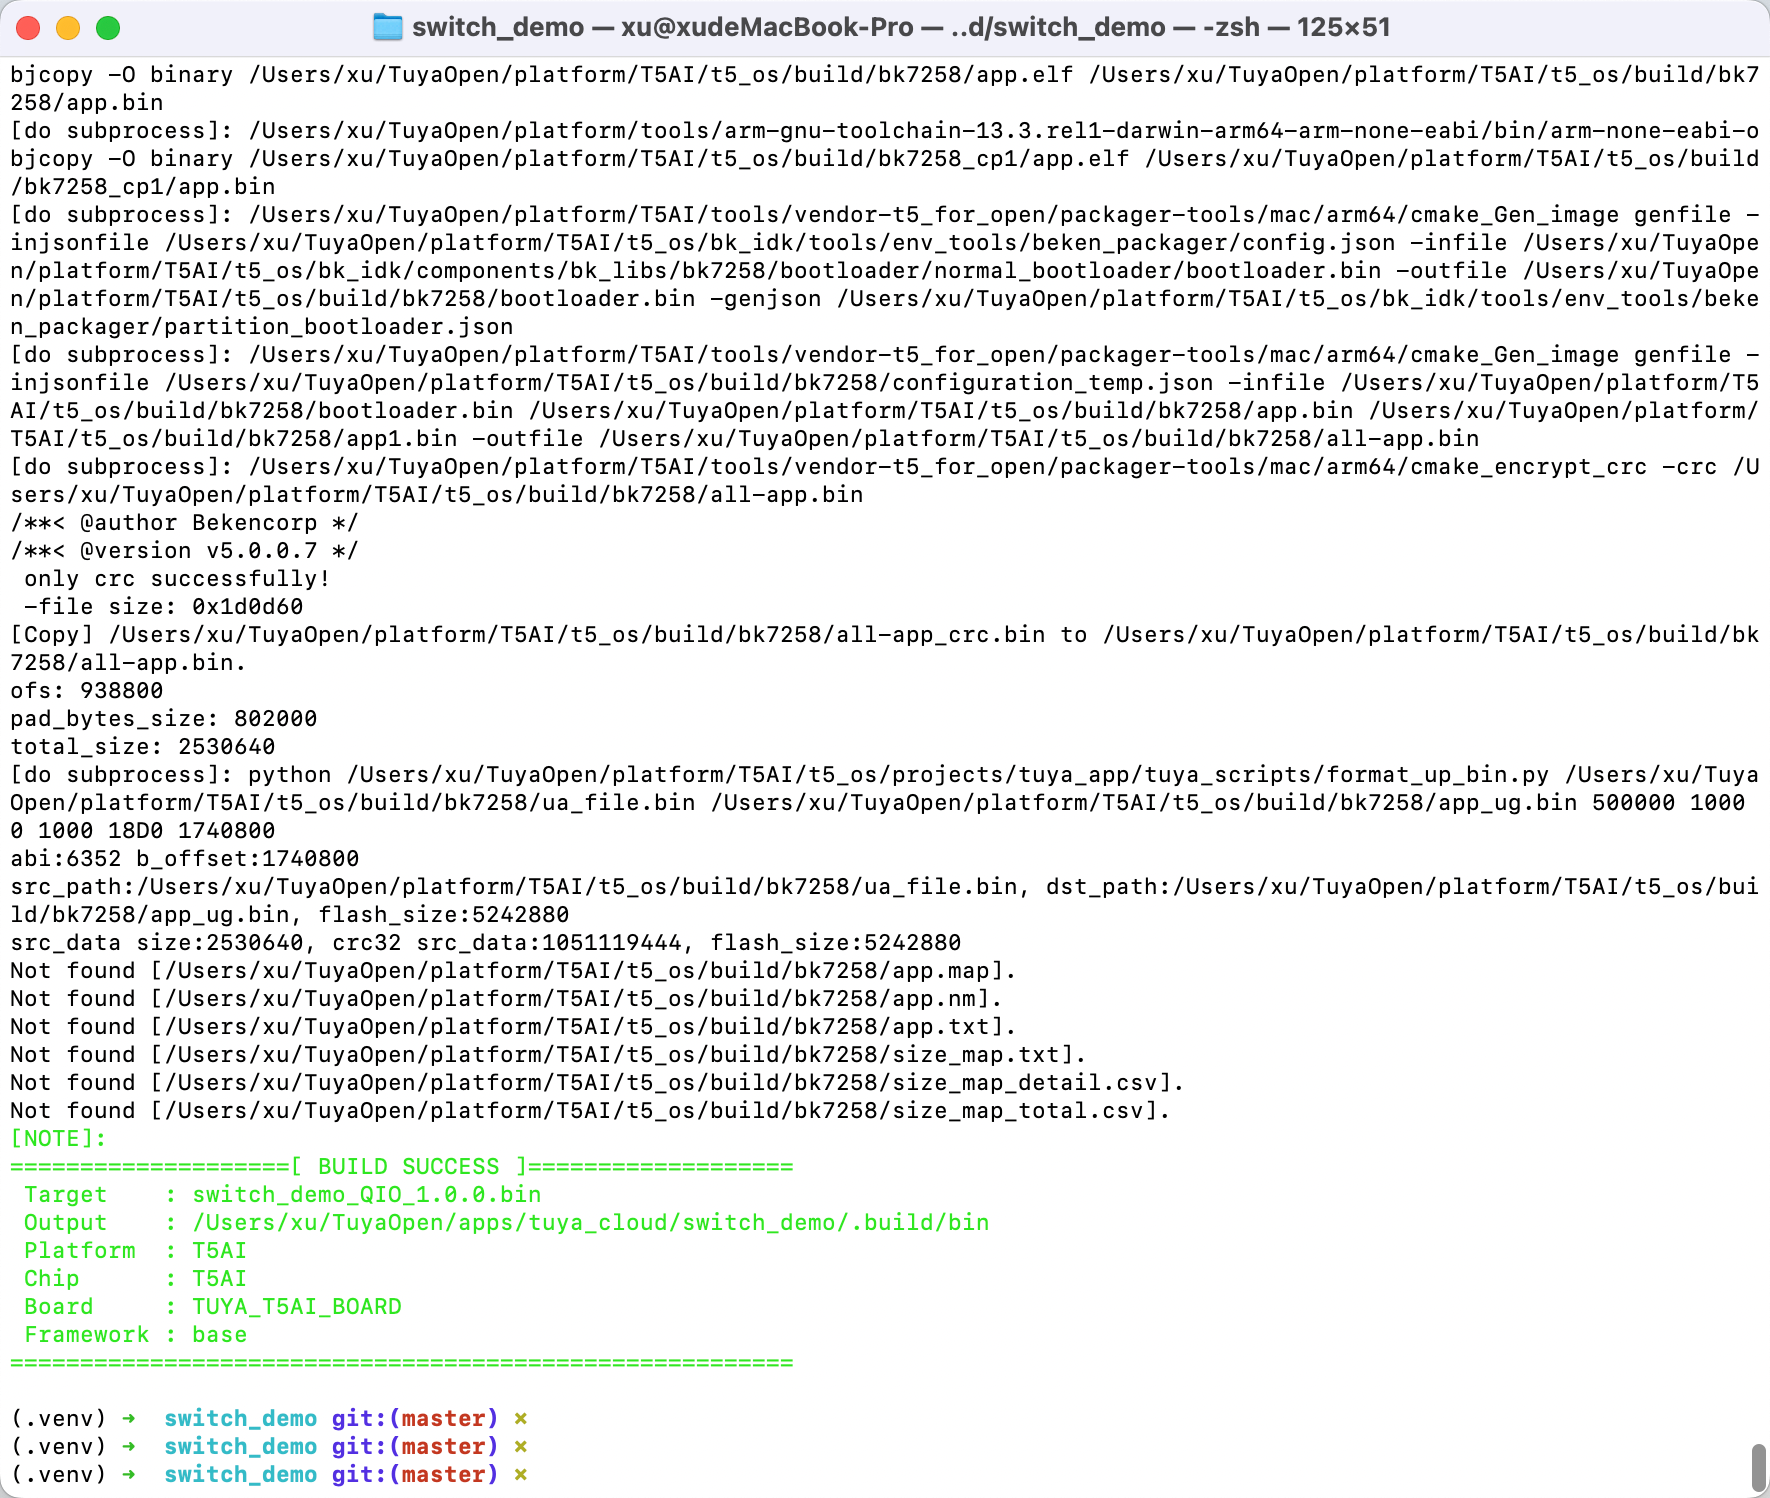 switch_demo — xu@xudeMacBook-Pro — ..d/switch_demo — -zsh — 125×51
bjcopy -O binary /Users/xu/TuyaOpen/platform/T5AI/t5_os/build/bk7258/app.elf /Users/xu/TuyaOpen/platform/T5AI/t5_os/build/bk7
258/app.bin
[do subprocess]: /Users/xu/TuyaOpen/platform/tools/arm-gnu-toolchain-13.3.rel1-darwin-arm64-arm-none-eabi/bin/arm-none-eabi-o
bjcopy -O binary /Users/xu/TuyaOpen/platform/T5AI/t5_os/build/bk7258_cp1/app.elf /Users/xu/TuyaOpen/platform/T5AI/t5_os/build
/bk7258_cp1/app.bin
[do subprocess]: /Users/xu/TuyaOpen/platform/T5AI/tools/vendor-t5_for_open/packager-tools/mac/arm64/cmake_Gen_image genfile -
injsonfile /Users/xu/TuyaOpen/platform/T5AI/t5_os/bk_idk/tools/env_tools/beken_packager/config.json -infile /Users/xu/TuyaOpe
n/platform/T5AI/t5_os/bk_idk/components/bk_libs/bk7258/bootloader/normal_bootloader/bootloader.bin -outfile /Users/xu/TuyaOpe
n/platform/T5AI/t5_os/build/bk7258/bootloader.bin -genjson /Users/xu/TuyaOpen/platform/T5AI/t5_os/bk_idk/tools/env_tools/beke
n_packager/partition_bootloader.json
[do subprocess]: /Users/xu/TuyaOpen/platform/T5AI/tools/vendor-t5_for_open/packager-tools/mac/arm64/cmake_Gen_image genfile -
injsonfile /Users/xu/TuyaOpen/platform/T5AI/t5_os/build/bk7258/configuration_temp.json -infile /Users/xu/TuyaOpen/platform/T5
AI/t5_os/build/bk7258/bootloader.bin /Users/xu/TuyaOpen/platform/T5AI/t5_os/build/bk7258/app.bin /Users/xu/TuyaOpen/platform/
T5AI/t5_os/build/bk7258/app1.bin -outfile /Users/xu/TuyaOpen/platform/T5AI/t5_os/build/bk7258/all-app.bin
[do subprocess]: /Users/xu/TuyaOpen/platform/T5AI/tools/vendor-t5_for_open/packager-tools/mac/arm64/cmake_encrypt_crc -crc /U
sers/xu/TuyaOpen/platform/T5AI/t5_os/build/bk7258/all-app.bin
/**< @author Bekencorp */
/**< @version v5.0.0.7 */
 only crc successfully!
 -file size: 0x1d0d60
[Copy] /Users/xu/TuyaOpen/platform/T5AI/t5_os/build/bk7258/all-app_crc.bin to /Users/xu/TuyaOpen/platform/T5AI/t5_os/build/bk
7258/all-app.bin.
ofs: 938800
pad_bytes_size: 802000
total_size: 2530640
[do subprocess]: python /Users/xu/TuyaOpen/platform/T5AI/t5_os/projects/tuya_app/tuya_scripts/format_up_bin.py /Users/xu/Tuya
Open/platform/T5AI/t5_os/build/bk7258/ua_file.bin /Users/xu/TuyaOpen/platform/T5AI/t5_os/build/bk7258/app_ug.bin 500000 1000
0 1000 18D0 1740800
abi:6352 b_offset:1740800
src_path:/Users/xu/TuyaOpen/platform/T5AI/t5_os/build/bk7258/ua_file.bin, dst_path:/Users/xu/TuyaOpen/platform/T5AI/t5_os/bui
ld/bk7258/app_ug.bin, flash_size:5242880
src_data size:2530640, crc32 src_data:1051119444, flash_size:5242880
Not found [/Users/xu/TuyaOpen/platform/T5AI/t5_os/build/bk7258/app.map].
Not found [/Users/xu/TuyaOpen/platform/T5AI/t5_os/build/bk7258/app.nm].
Not found [/Users/xu/TuyaOpen/platform/T5AI/t5_os/build/bk7258/app.txt].
Not found [/Users/xu/TuyaOpen/platform/T5AI/t5_os/build/bk7258/size_map.txt].
Not found [/Users/xu/TuyaOpen/platform/T5AI/t5_os/build/bk7258/size_map_detail.csv].
Not found [/Users/xu/TuyaOpen/platform/T5AI/t5_os/build/bk7258/size_map_total.csv].
[NOTE]:
====================[ BUILD SUCCESS ]===================
 Target    : switch_demo_QIO_1.0.0.bin
 Output    : /Users/xu/TuyaOpen/apps/tuya_cloud/switch_demo/.build/bin
 Platform  : T5AI
 Chip      : T5AI
 Board     : TUYA_T5AI_BOARD
 Framework : base
========================================================
(.venv) ➜  switch_demo git:(master) ×
(.venv) ➜  switch_demo git:(master) ×
(.venv) ➜  switch_demo git:(master) ×